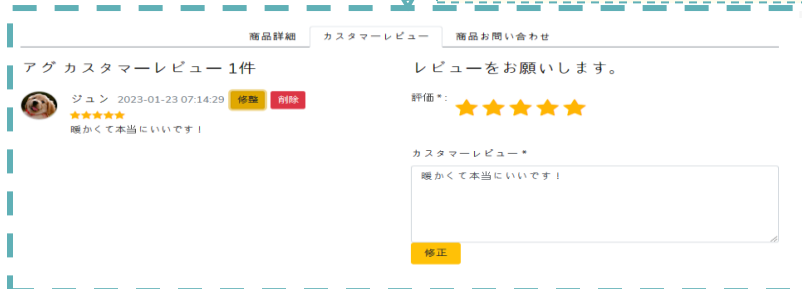 商品詳細 カスタマーレビュー 商品お問い合わせ
アグ カスタマーレビュー 1件
ジュン 2023-01-23 07:14:29 修整 削除
暖かくて本当にいいです！
レビューをお願いします。
評価 * :
カスタマーレビュー *
暖かくて本当にいいです！
修正